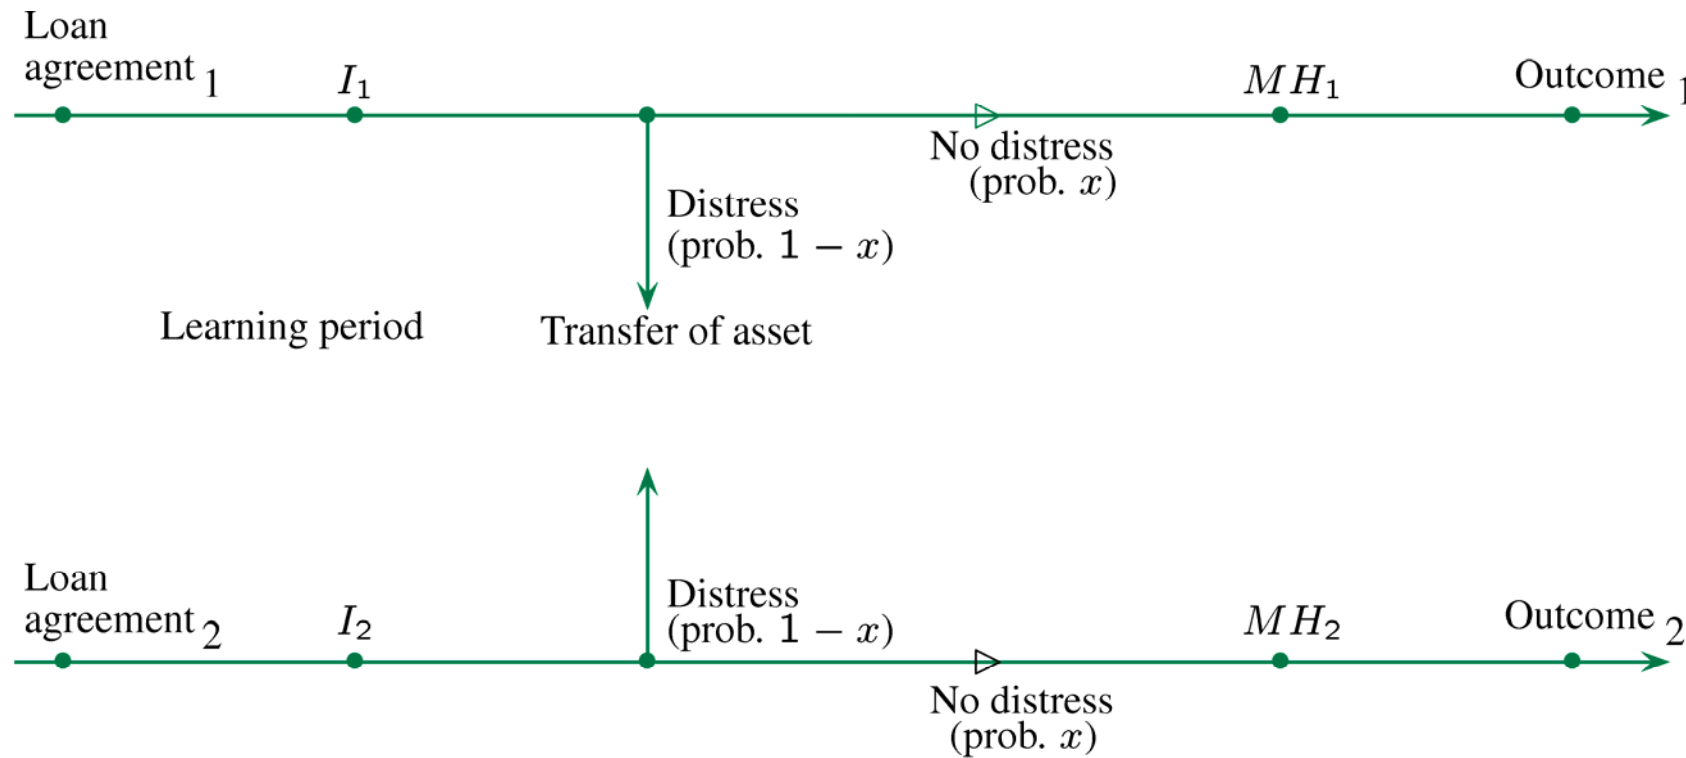 Loan
agreement 1
I₁
MH₁
Outcome 1
No distress
(prob. x)
Distress
(prob. 1 − x)
Learning period
Transfer of asset
Loan
agreement 2
I₂
Distress
(prob. 1 − x)
MH₂
Outcome 2
No distress
(prob. x)